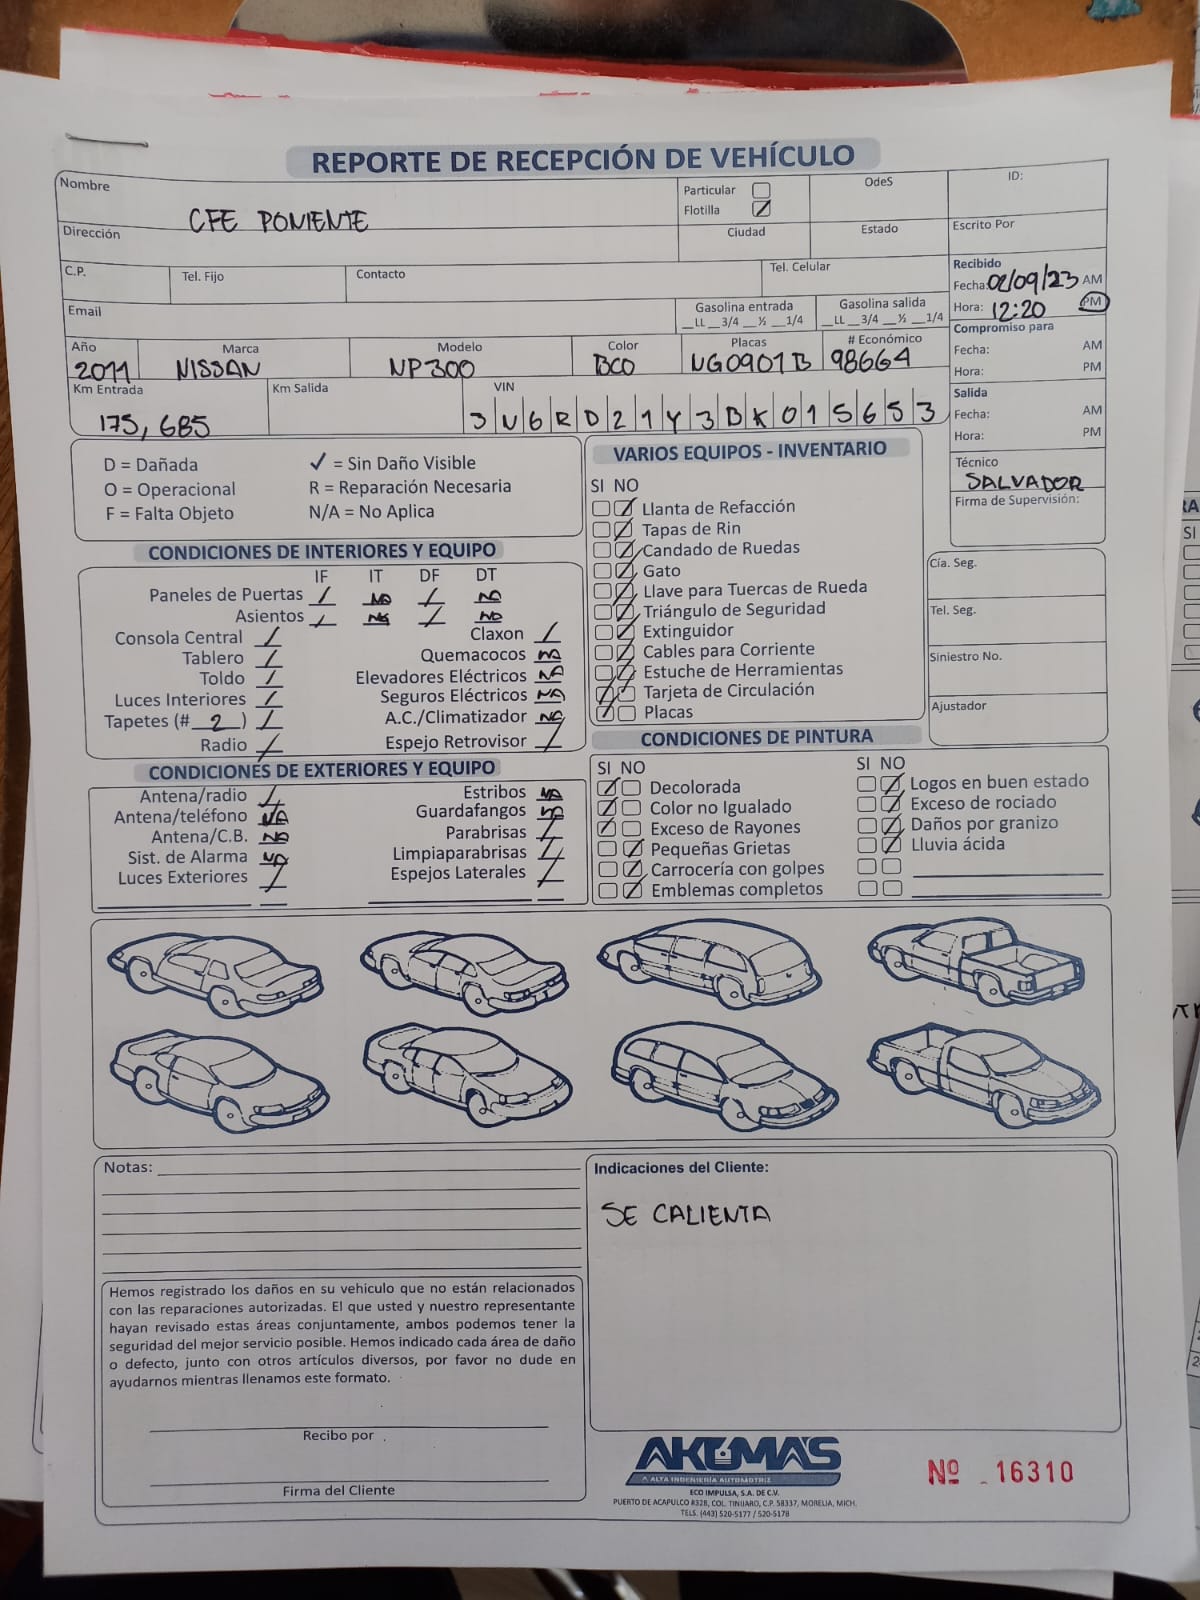 REPORTE DE RECEPCIÓN DE VEHÍCULO
Nombre
CFE PONIENTE
Particular
Flotilla
OdeS
ID:
Dirección
Ciudad
Estado
Escrito Por
C.P.
Tel. Fijo
Contacto
Tel. Celular
Recibido
Fecha: 02/09/23 AM
Hora: 12:20 PM
Email
Gasolina entrada
__LL __3/4 __½ __1/4
Gasolina salida
__LL __3/4 __½ __1/4
Compromiso para
Fecha: AM
Hora: PM
Año
2011
Marca
NISSAN
Modelo
NP300
Color
BCO
Placas
NG0901B
# Económico
98664
Km Entrada
175,685
Km Salida
VIN
3N6RD21Y3BK015653
Salida
Fecha: AM
Hora: PM
Técnico
SALVADOR
Firma de Supervisión:
D = Dañada
✓ = Sin Daño Visible
O = Operacional
R = Reparación Necesaria
F = Falta Objeto
N/A = No Aplica
CONDICIONES DE INTERIORES Y EQUIPO
IF IT DF DT
Paneles de Puertas / NA / NA
Asientos / NA / NA
Consola Central /
Claxon /
Tablero /
Quemacocos NA
Toldo /
Elevadores Eléctricos NA
Luces Interiores /
Seguros Eléctricos NA
Tapetes (# 2 ) /
A.C./Climatizador NA
Radio /
Espejo Retrovisor /
CONDICIONES DE EXTERIORES Y EQUIPO
Antena/radio /
Estribos NA
Antena/teléfono NA
Guardafangos NA
Antena/C.B. NA
Parabrisas /
Sist. de Alarma NA
Limpiaparabrisas /
Luces Exteriores /
Espejos Laterales /
VARIOS EQUIPOS - INVENTARIO
SI NO
Llanta de Refacción
Tapas de Rin
Candado de Ruedas
Gato
Llave para Tuercas de Rueda
Triángulo de Seguridad
Extinguidor
Cables para Corriente
Estuche de Herramientas
Tarjeta de Circulación
Placas
Cía. Seg.
Tel. Seg.
Siniestro No.
Ajustador
CONDICIONES DE PINTURA
SI NO
Decolorada
Color no Igualado
Exceso de Rayones
Pequeñas Grietas
Carrocería con golpes
Emblemas completos
SI NO
Logos en buen estado
Exceso de rociado
Daños por granizo
Lluvia ácida
Notas:
Indicaciones del Cliente:
SE CALIENTA
Hemos registrado los daños en su vehiculo que no están relacionados
con las reparaciones autorizadas. El que usted y nuestro representante
hayan revisado estas áreas conjuntamente, ambos podemos tener la
seguridad del mejor servicio posible. Hemos indicado cada área de daño
o defecto, junto con otros artículos diversos, por favor no dude en
ayudarnos mientras llenamos este formato.
Recibo por
Firma del Cliente
AKUMA'S
ALTA INGENIERÍA AUTOMOTRIZ
ECO IMPULSA, S.A. DE C.V.
PUERTO DE ACAPULCO #328, COL. TINIJARO, C.P. 58337, MORELIA, MICH.
TELS. (443) 520-5177 / 520-5178
Nº 16310